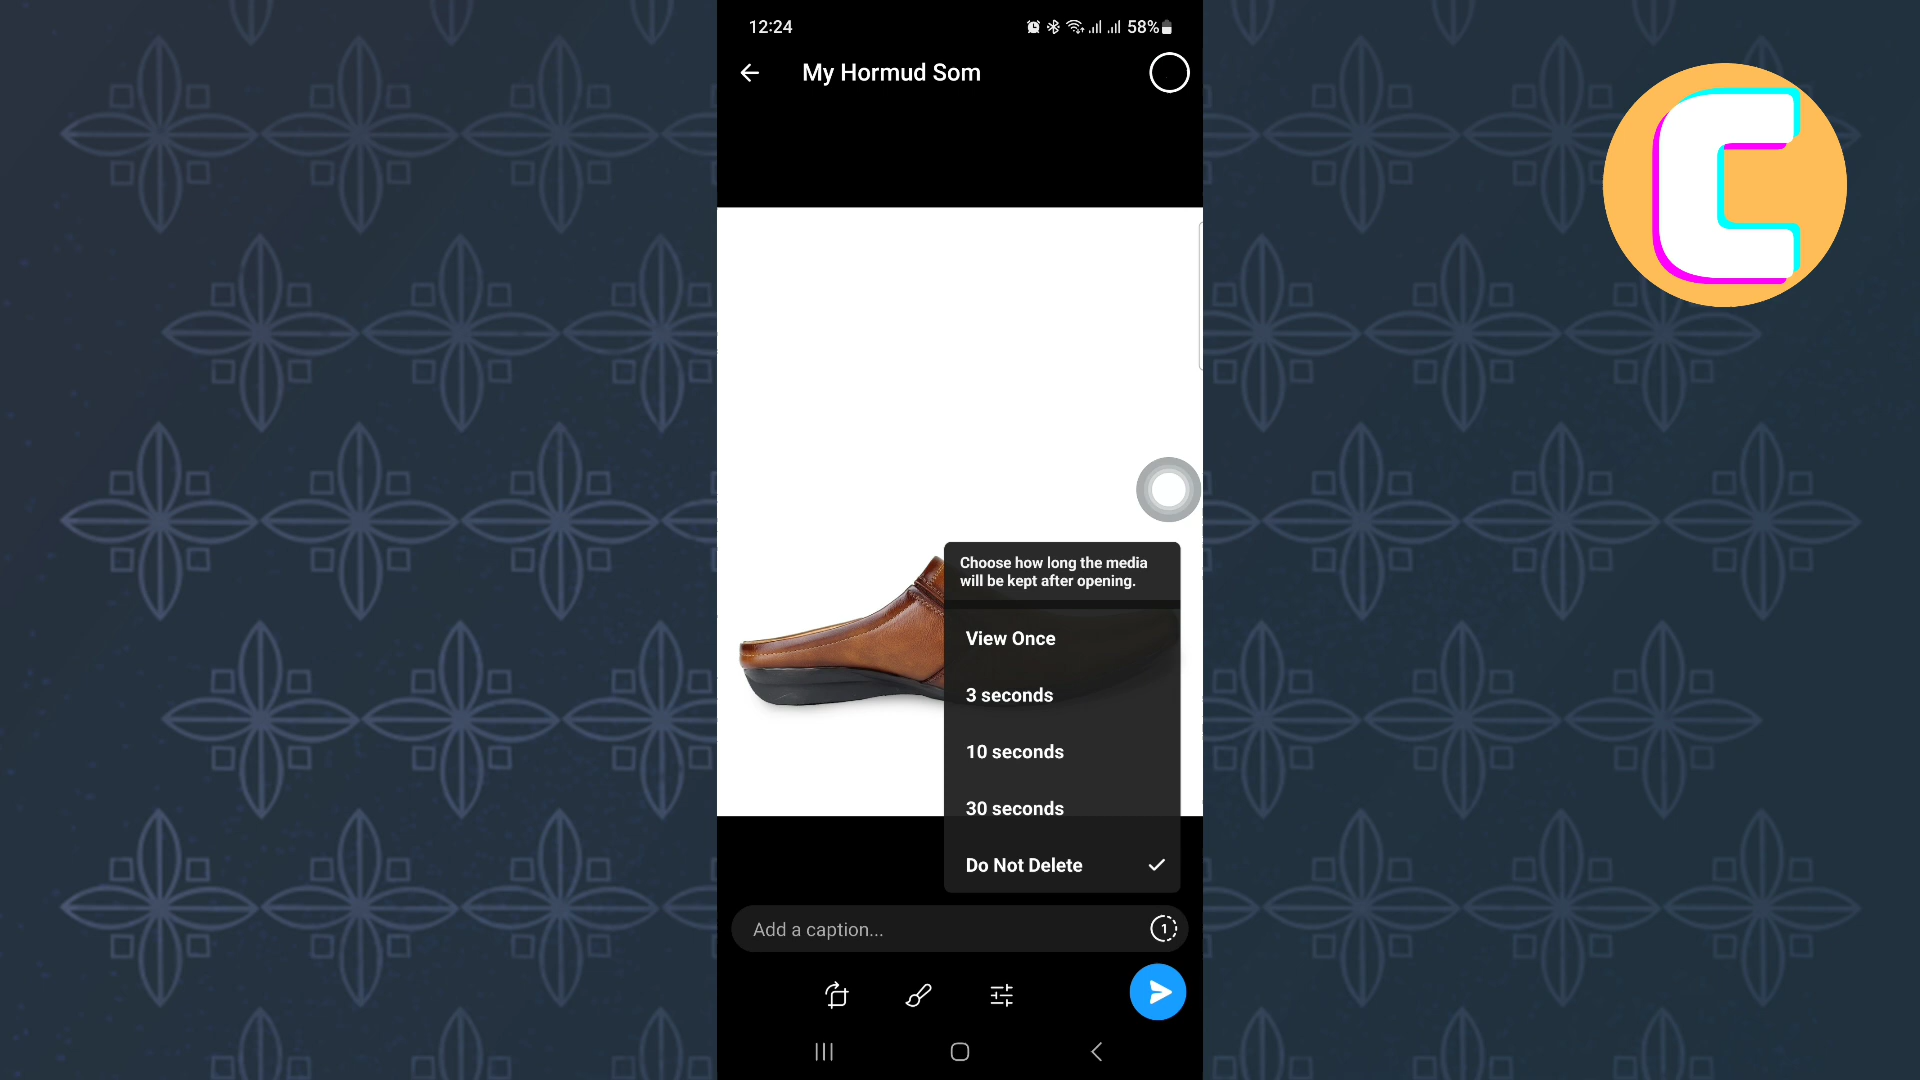 12:24
58%
My Hormud Som
C
Choose how long the media
will be kept after opening.
View Once
3 seconds
10 seconds
30 seconds
Do Not Delete
Add a caption...
1